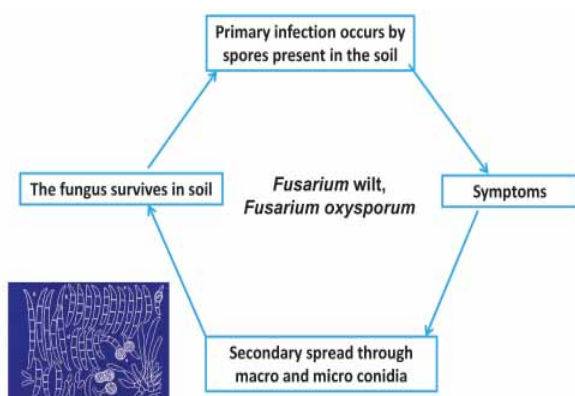 Primary infection occurs by
spores present in the soil
The fungus survives in soil
Fusarium wilt,
Fusarium oxysporum
Symptoms
Secondary spread through
macro and micro conidia